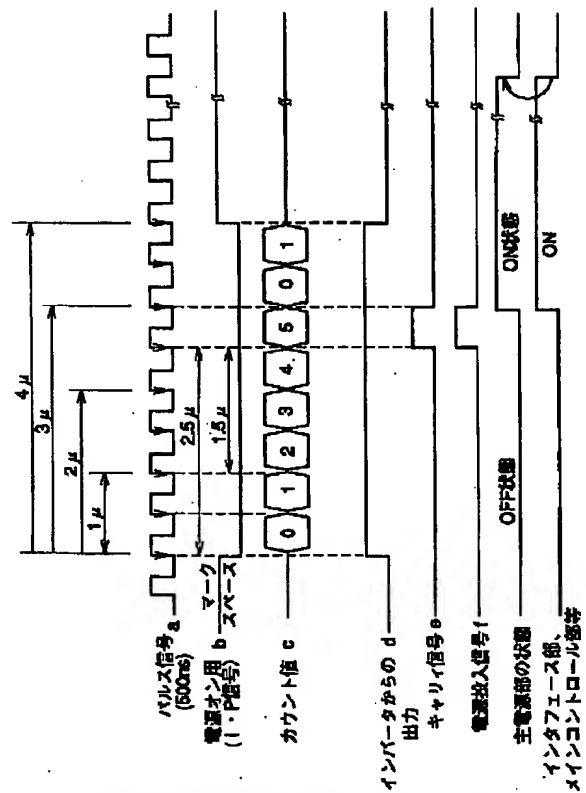 4μ
3μ
2μ
1μ
パルス信号 a
(500ns)
電源オン用 b
(I・P信号)
マーク
スペース
2.5μ
1.5μ
カウント値 c
0 1 2 3 4 5 0 1
インバータからの d
出力
キャリィ信号 e
電源投入信号 f
主電源部の状態
OFF状態
ON状態
インタフェース部、
メインコントロール部等
ON